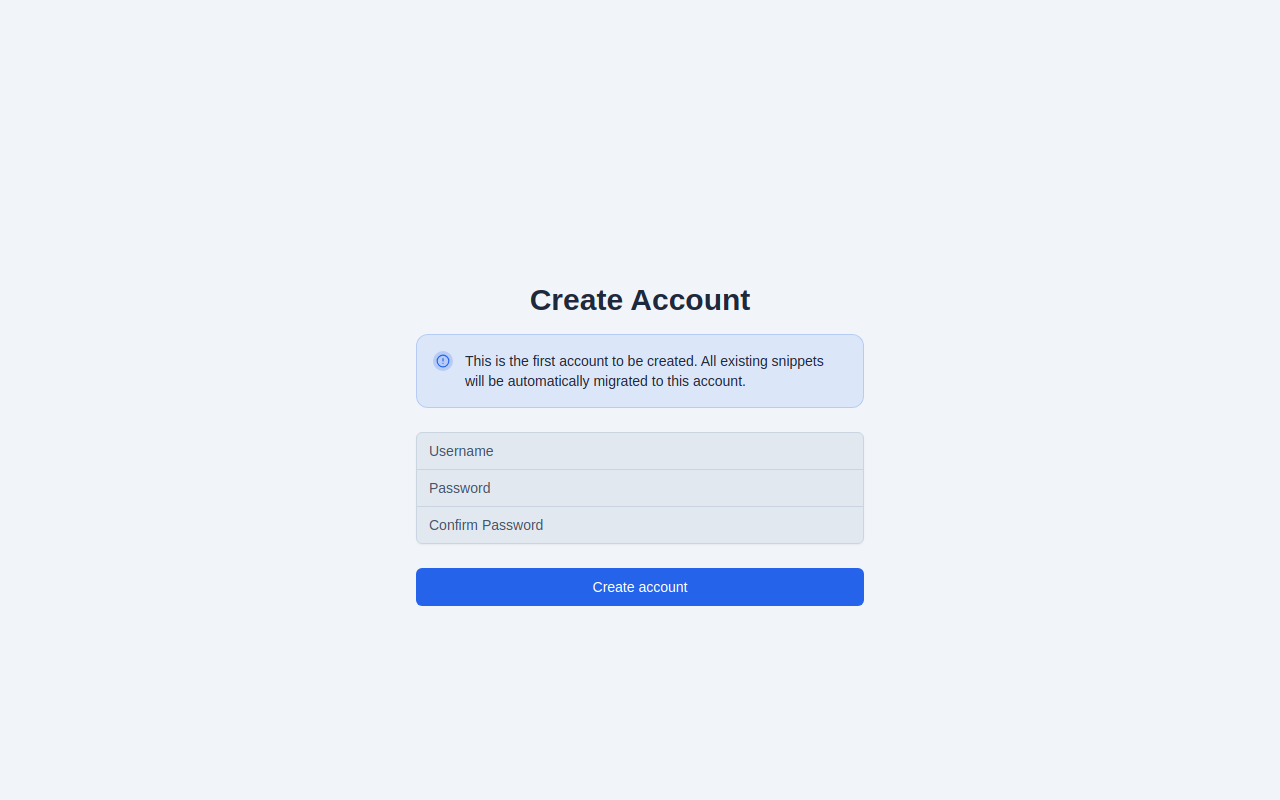 Create Account
This is the first account to be created. All existing snippets
will be automatically migrated to this account.
Username
Password
Confirm Password
Create account